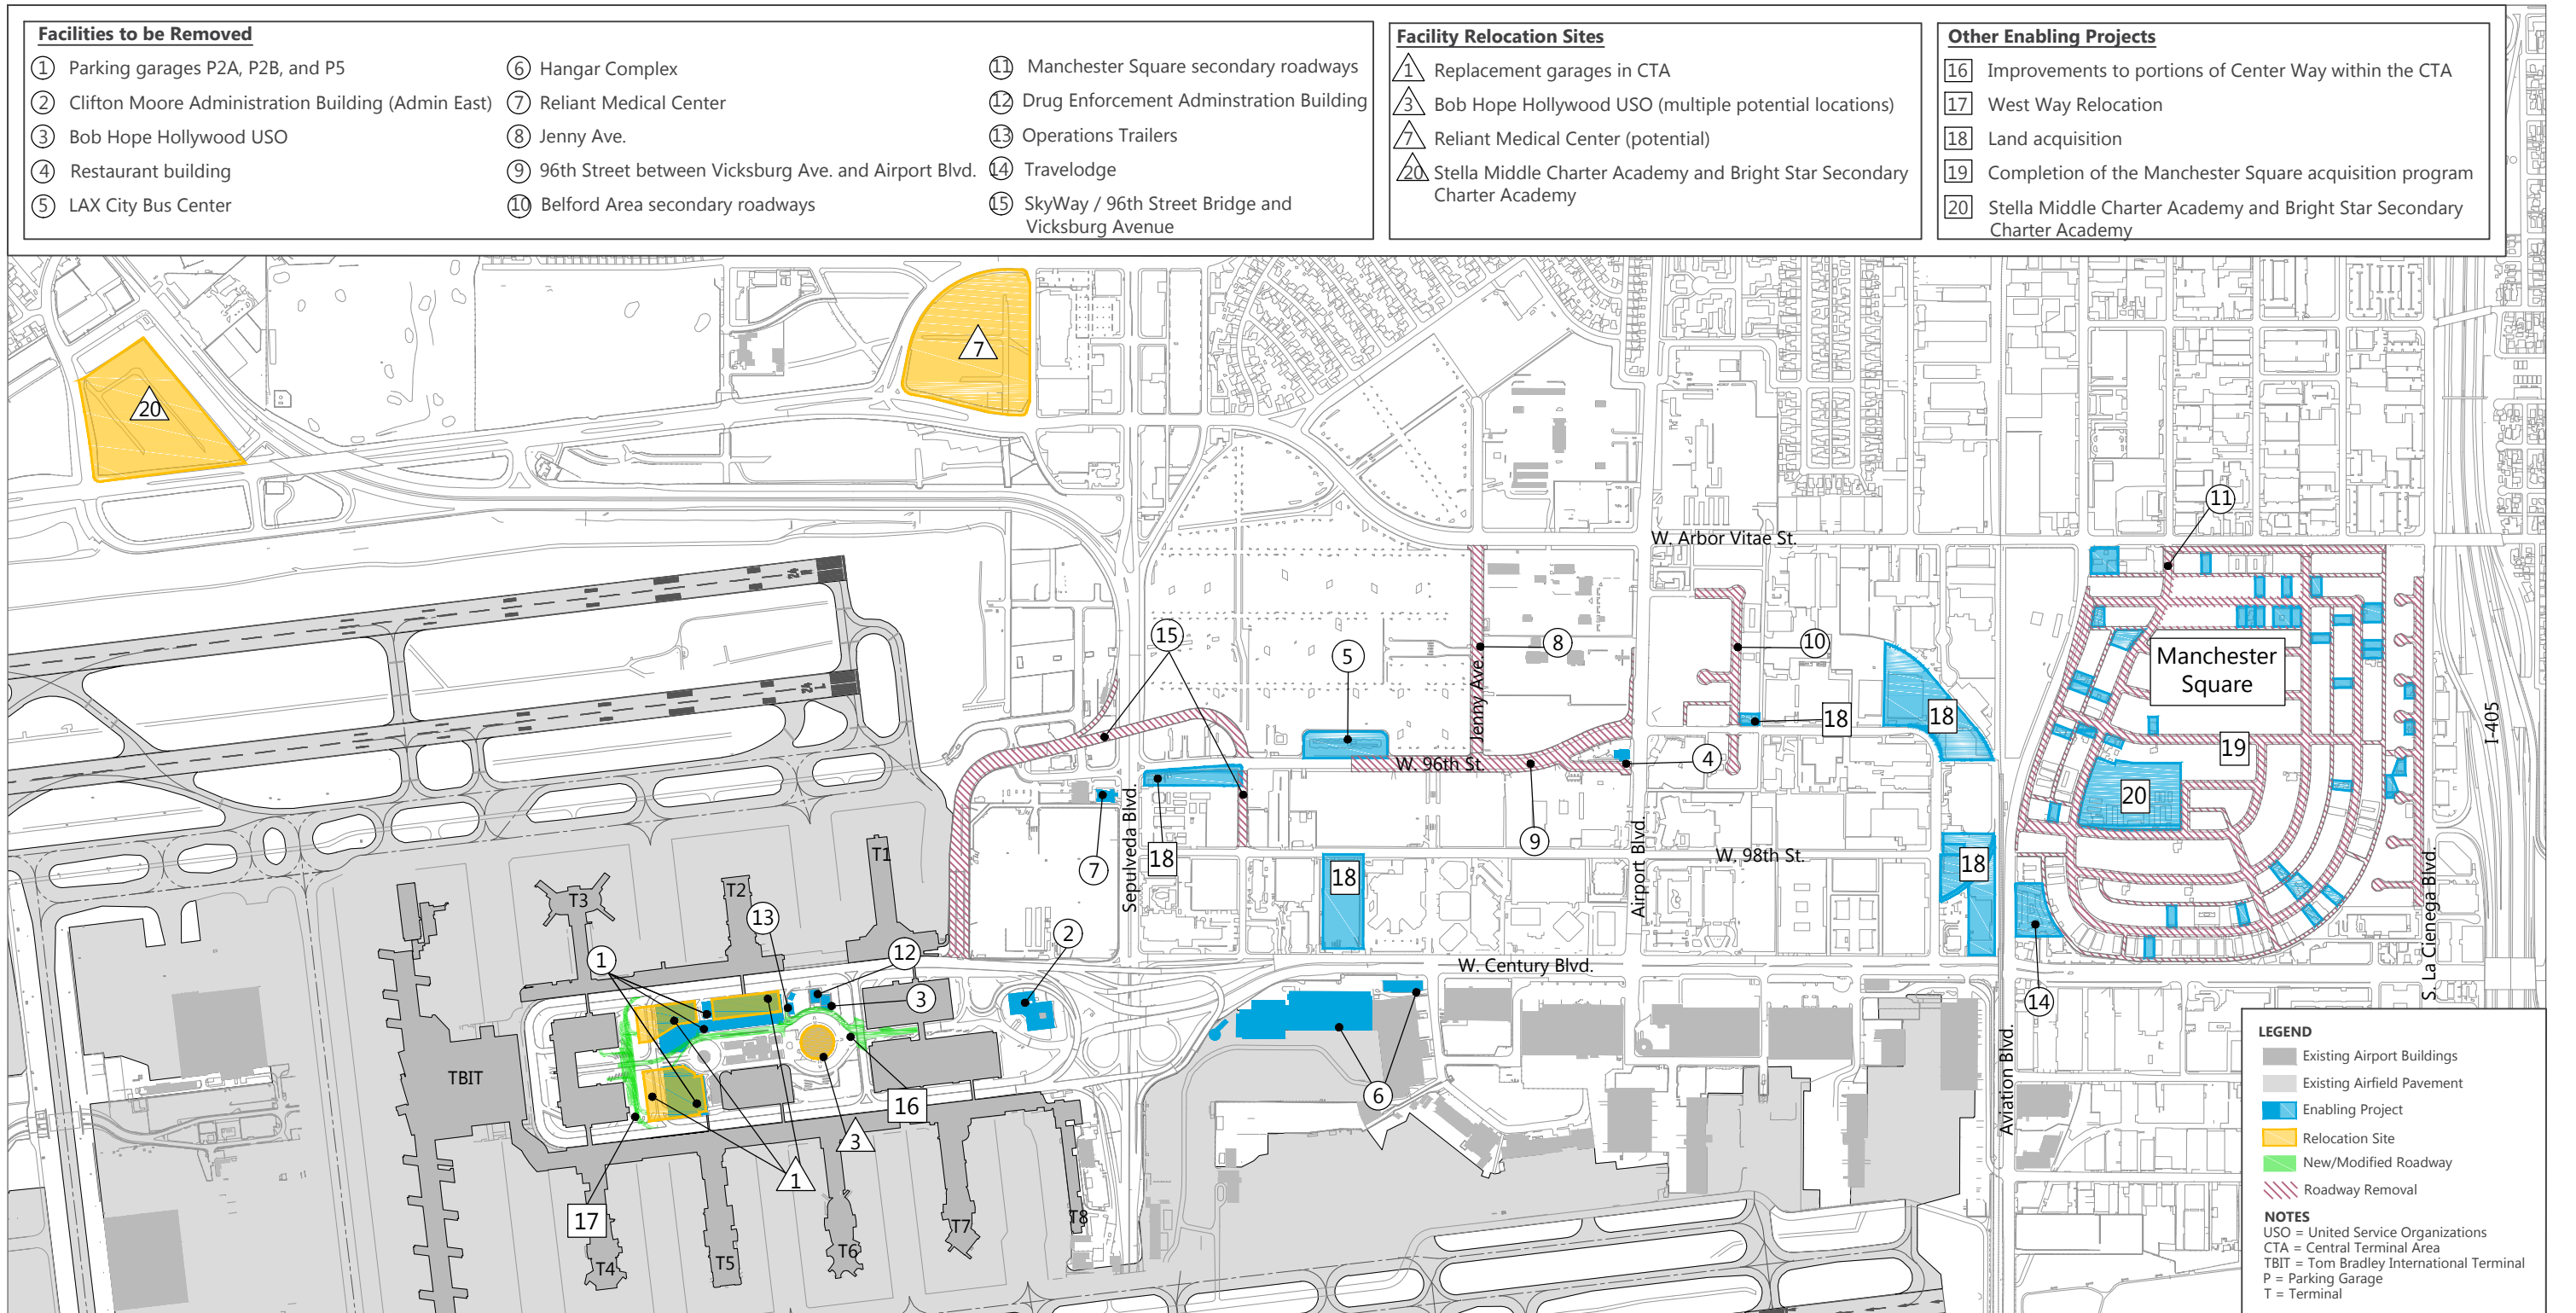 Facilities to be Removed
1 Parking garages P2A, P2B, and P5
2 Clifton Moore Administration Building (Admin East)
3 Bob Hope Hollywood USO
4 Restaurant building
5 LAX City Bus Center
6 Hangar Complex
7 Reliant Medical Center
8 Jenny Ave.
9 96th Street between Vicksburg Ave. and Airport Blvd.
10 Belford Area secondary roadways
11 Manchester Square secondary roadways
12 Drug Enforcement Adminstration Building
13 Operations Trailers
14 Travelodge
15 SkyWay / 96th Street Bridge and
Vicksburg Avenue
Facility Relocation Sites
1 Replacement garages in CTA
3 Bob Hope Hollywood USO (multiple potential locations)
7 Reliant Medical Center (potential)
20 Stella Middle Charter Academy and Bright Star Secondary
Charter Academy
Other Enabling Projects
16 Improvements to portions of Center Way within the CTA
17 West Way Relocation
18 Land acquisition
19 Completion of the Manchester Square acquisition program
20 Stella Middle Charter Academy and Bright Star Secondary
Charter Academy
7
20
11
W. Arbor Vitae St.
15
5
8
10
Manchester
Square
Jenny Ave.
18
18
I-405
19
4
W. 96th St.
20
Sepulveda Blvd.
7
18
9
Airport Blvd.
W. 98th St.
18
18
T1
T2
T3
13
2
12
1
3
W. Century Blvd.
14
S. La Cienega Blvd.
TBIT
16
6
Aviation Blvd.
3
1
17
T4
T5
T6
T7
T8
LEGEND
Existing Airport Buildings
Existing Airfield Pavement
Enabling Project
Relocation Site
New/Modified Roadway
Roadway Removal
NOTES
USO = United Service Organizations
CTA = Central Terminal Area
TBIT = Tom Bradley International Terminal
P = Parking Garage
T = Terminal